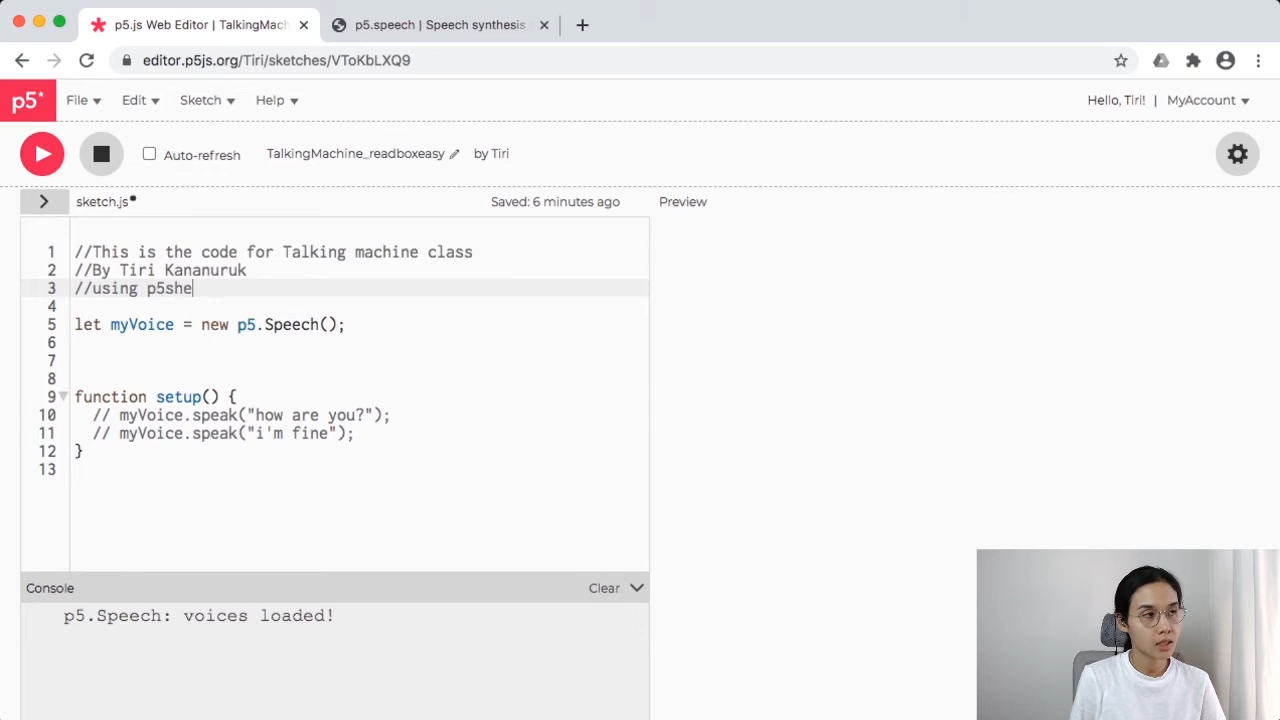 p5.js Web Editor | TalkingMach
p5.speech | Speech synthesis
editor.p5js.org/Tiri/sketches/VToKbLXQ9
p5* File Edit Sketch Help Hello, Tiri! | MyAccount
Auto-refresh TalkingMachine_readboxeasy by Tiri
sketch.js Saved: 6 minutes ago Preview
1 //This is the code for Talking machine class
2 //By Tiri Kananuruk
3 //using p5she
4
5 let myVoice = new p5.Speech();
6
7
8
9 function setup() {
10 // myVoice.speak("how are you?");
11 // myVoice.speak("i'm fine");
12 }
13
Console Clear
p5.Speech: voices loaded!